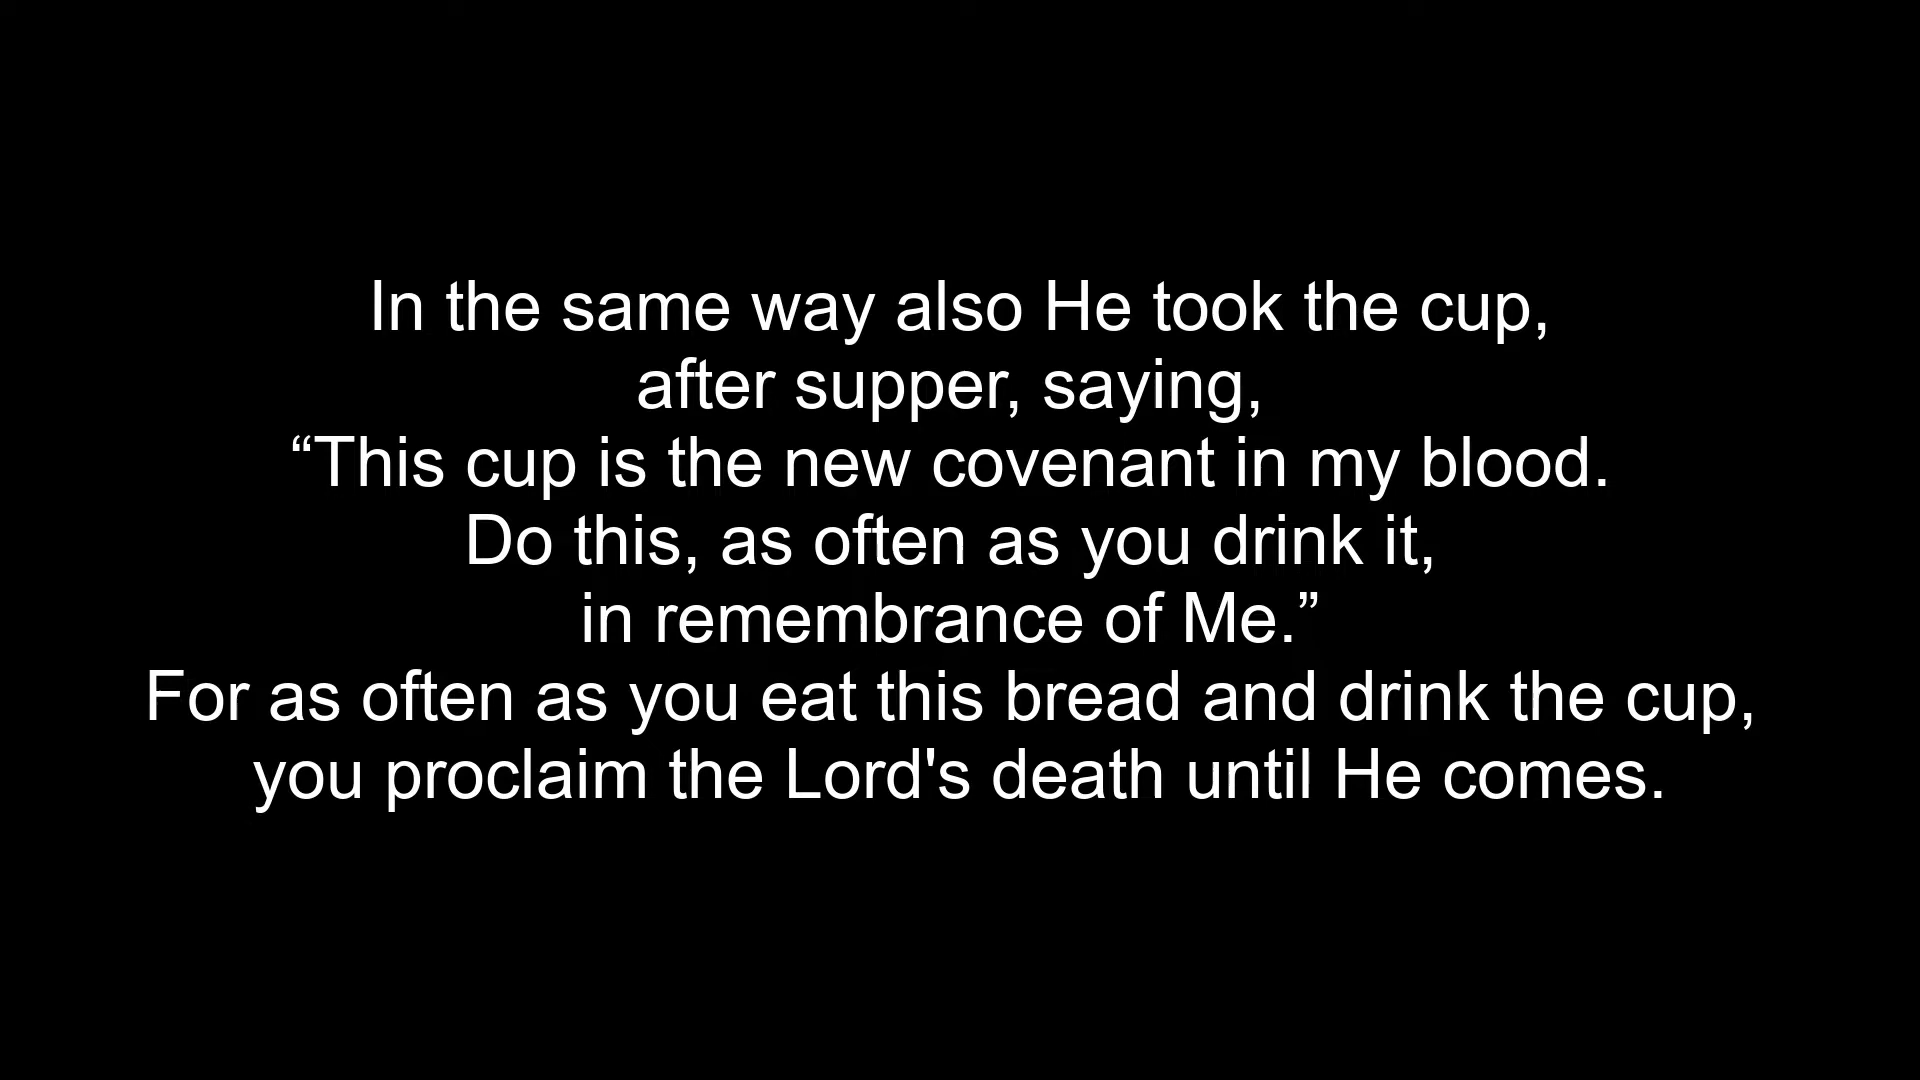 In the same way also He took the cup,
after supper, saying,
“This cup is the new covenant in my blood.
Do this, as often as you drink it,
in remembrance of Me.”
For as often as you eat this bread and drink the cup,
you proclaim the Lord's death until He comes.